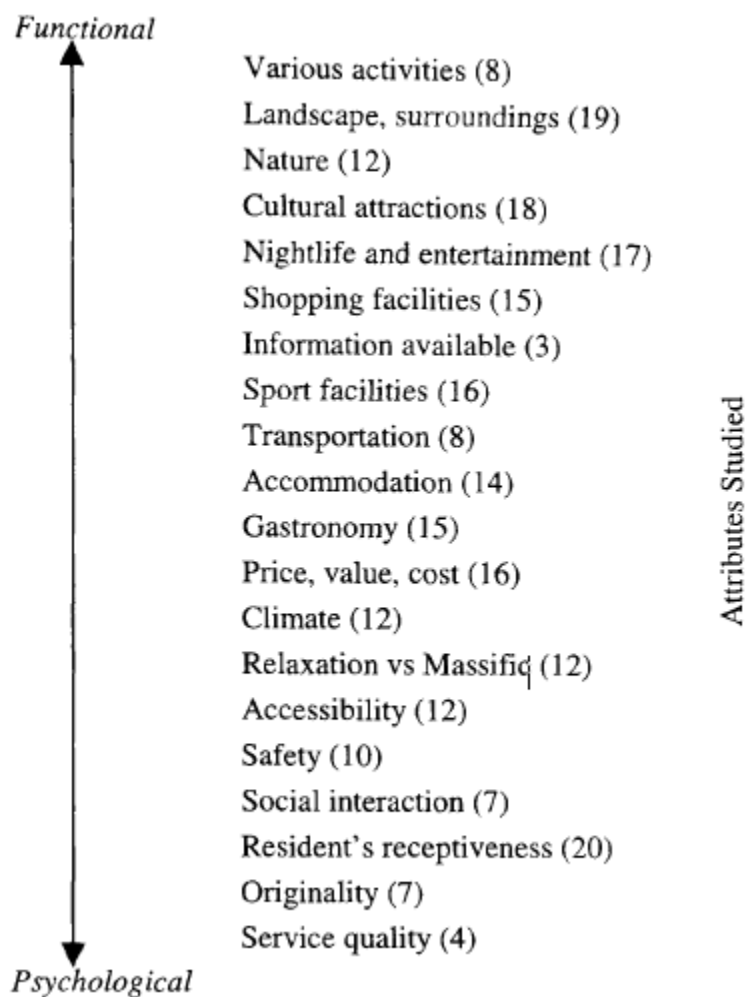 Functional
Various activities (8)
Landscape, surroundings (19)
Nature (12)
Cultural attractions (18)
Nightlife and entertainment (17)
Shopping facilities (15)
Information available (3)
Sport facilities (16)
Transportation (8)
Accommodation (14)
Gastronomy (15)
Price, value, cost (16)
Climate (12)
Relaxation vs Massifiq (12)
Accessibility (12)
Safety (10)
Social interaction (7)
Resident's receptiveness (20)
Originality (7)
Service quality (4)
Psychological
Attributes Studied